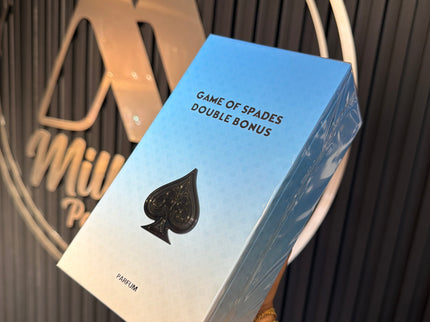 GAME OF SPADES
DOUBLE BONUS
PARFUM